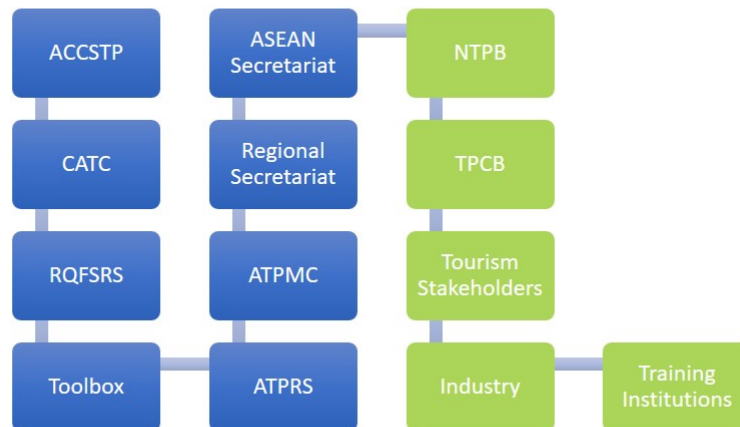 ACCSTP
CATC
RQFSRS
Toolbox
ATPRS
ATPMC
Regional
Secretariat
ASEAN
Secretariat
NTPB
TPCB
Tourism
Stakeholders
Industry
Training
Institutions